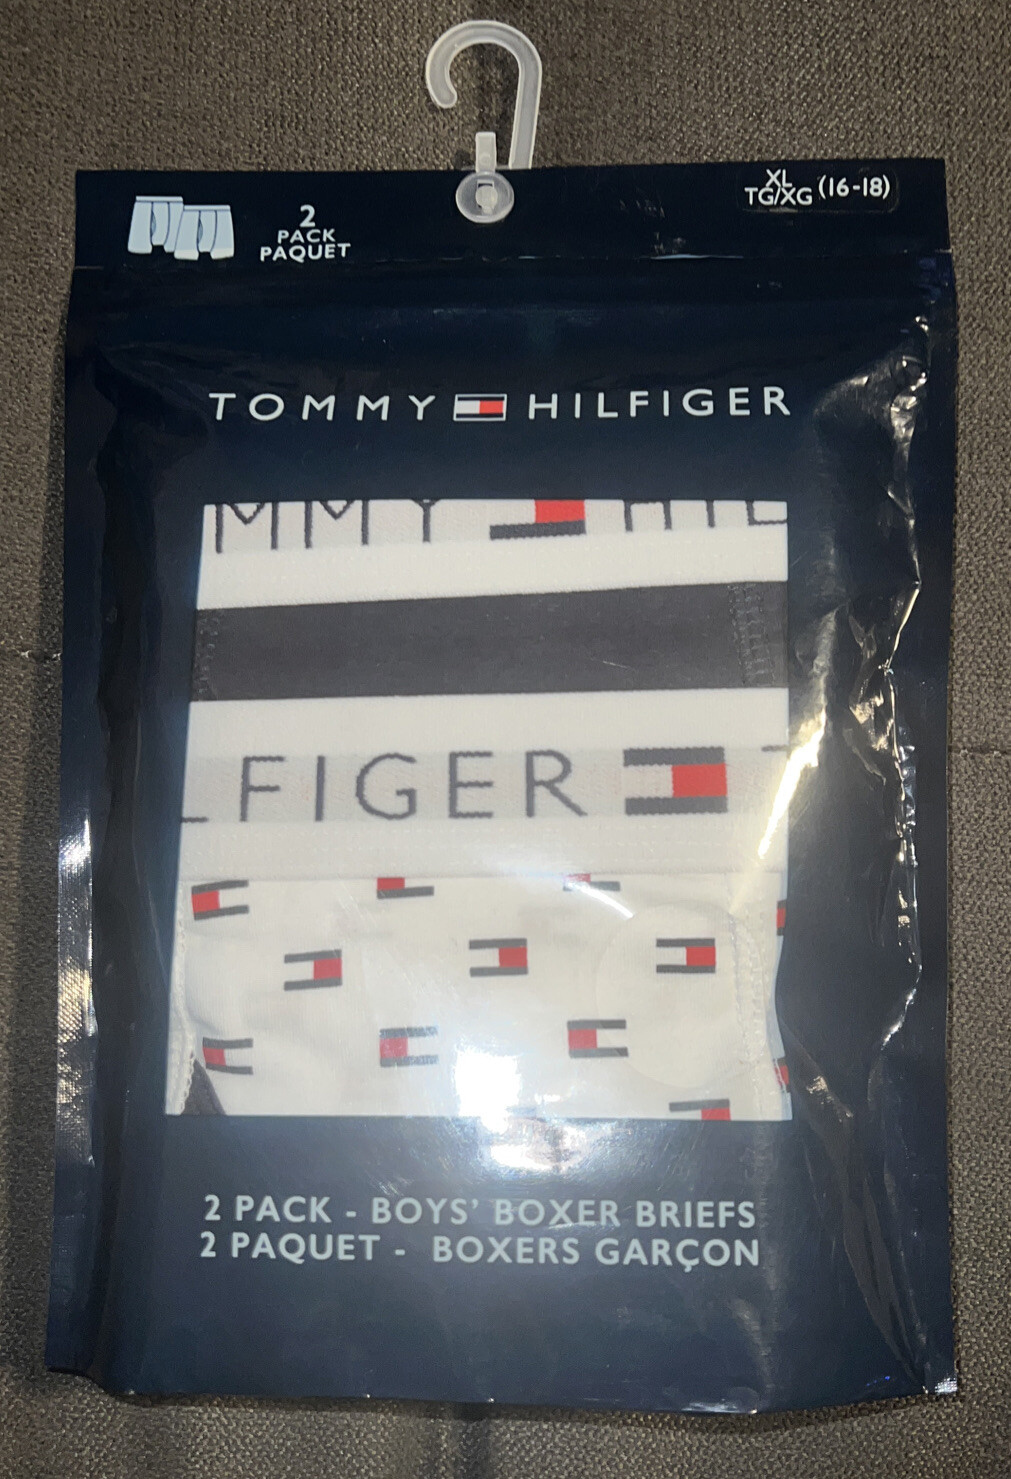 2
PACK
PAQUET
XL
TG/XG (16-18)
TOMMY HILFIGER
MMY HIL
LFIGER
2 PACK - BOYS' BOXER BRIEFS
2 PAQUET - BOXERS GARÇON